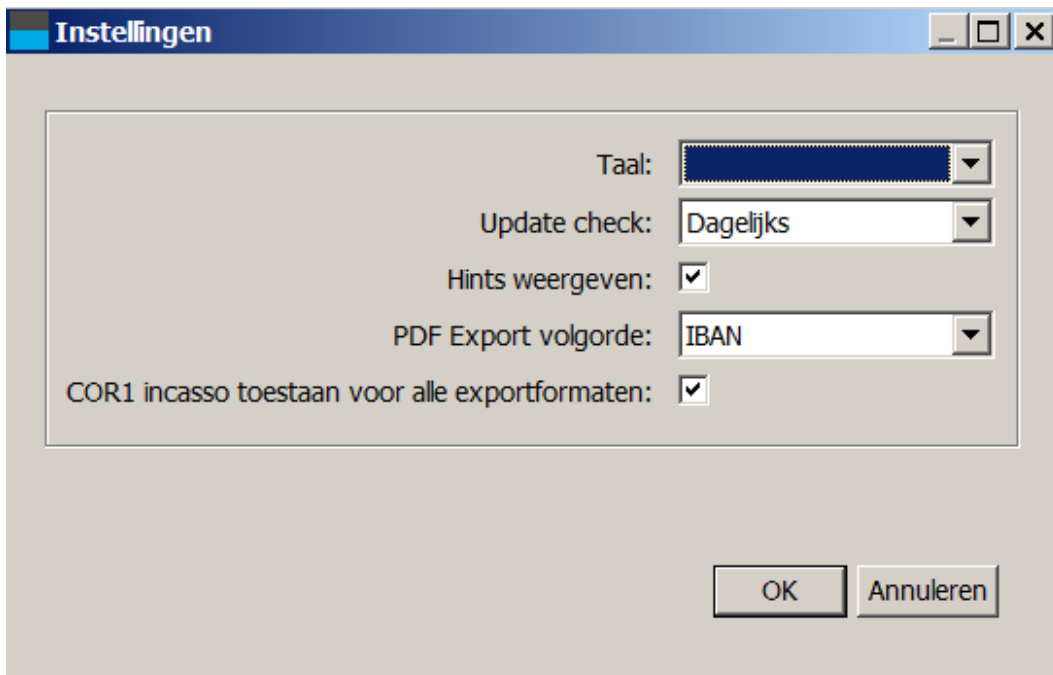 Instellingen
Taal:
Update check: Dagelijks
Hints weergeven:
PDF Export volgorde: IBAN
COR1 incasso toestaan voor alle exportformaten:
OK Annuleren